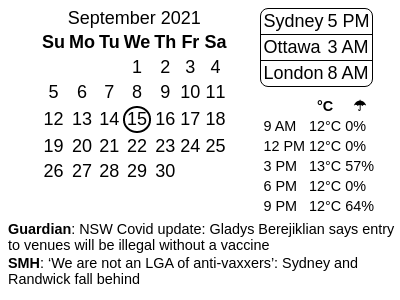 September 2021
Su Mo Tu We Th Fr Sa
1 2 3 4
5 6 7 8 9 10 11
12 13 14 15 16 17 18
19 20 21 22 23 24 25
26 27 28 29 30
Sydney 5 PM
Ottawa 3 AM
London 8 AM
°C ☂
9 AM 12°C 0%
12 PM 12°C 0%
3 PM 13°C 57%
6 PM 12°C 0%
9 PM 12°C 64%
Guardian: NSW Covid update: Gladys Berejiklian says entry
to venues will be illegal without a vaccine
SMH: ‘We are not an LGA of anti-vaxxers’: Sydney and
Randwick fall behind